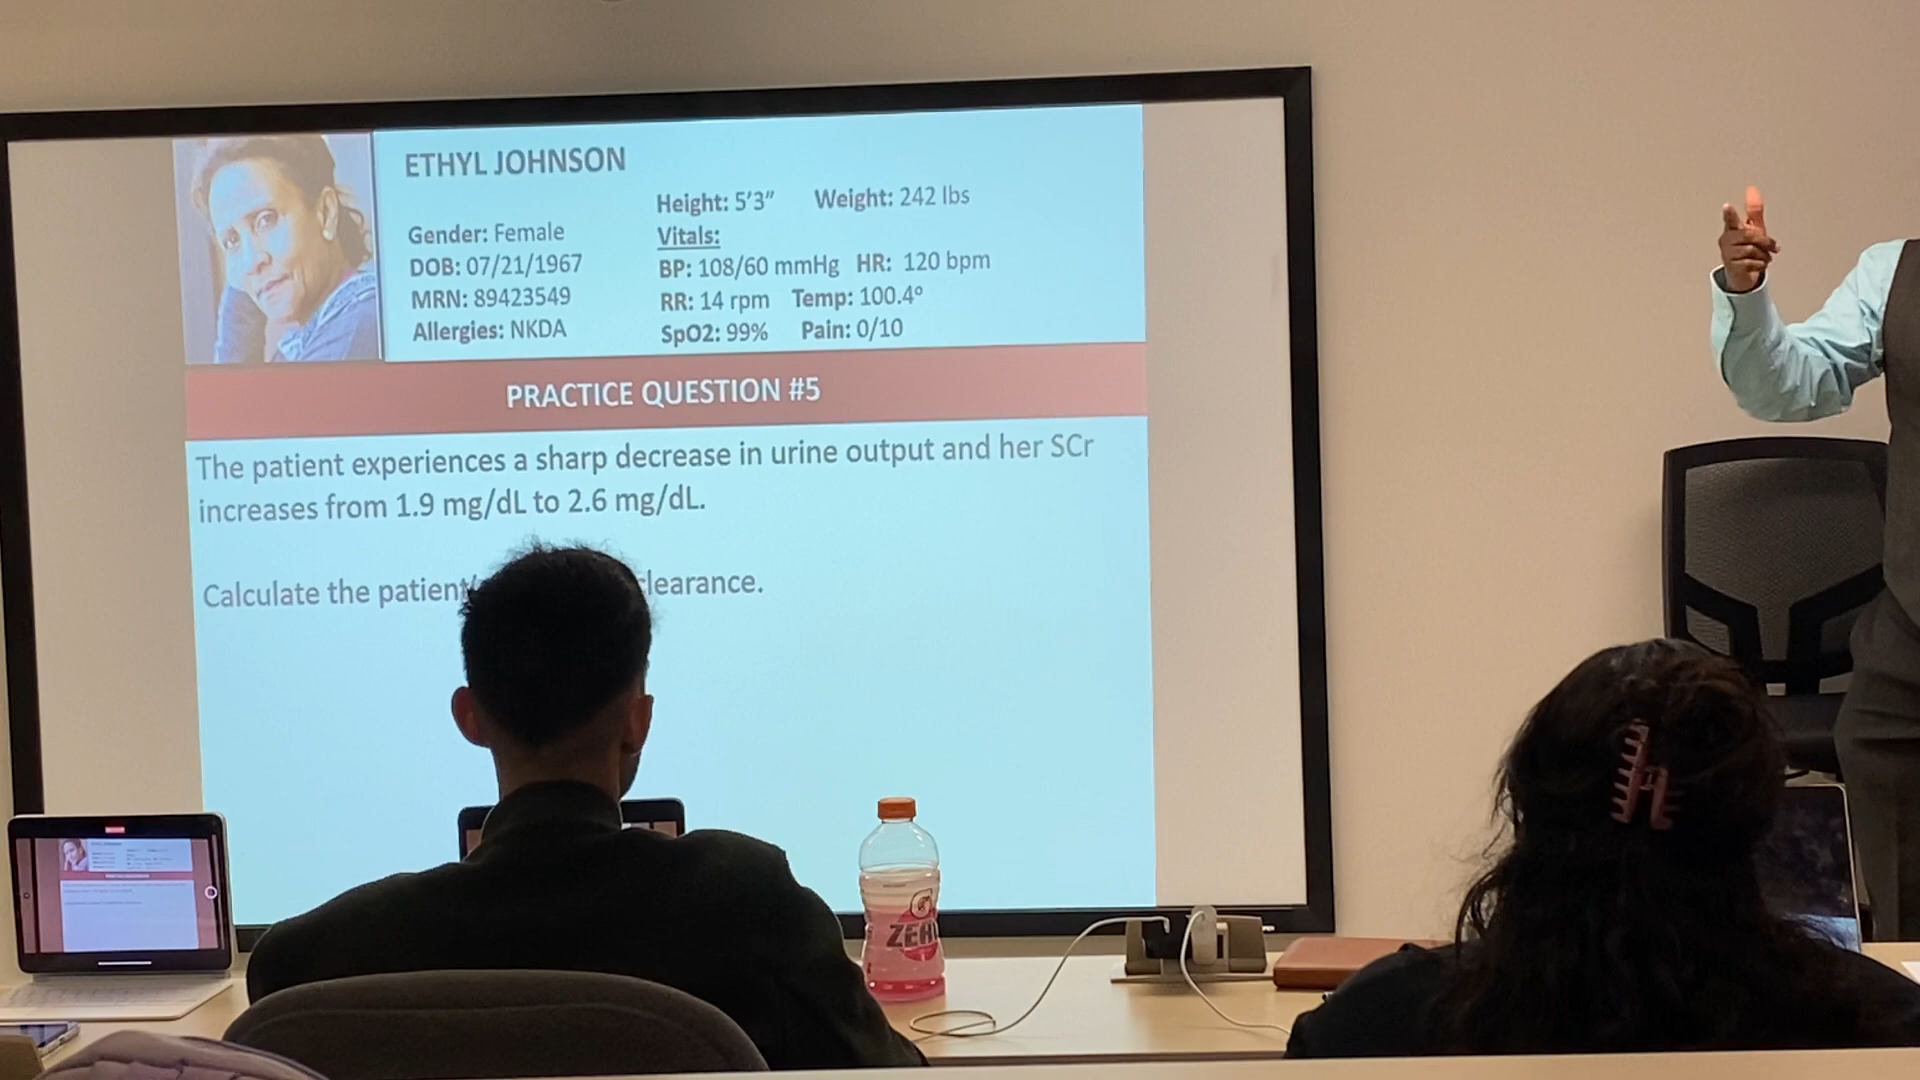 ETHYL JOHNSON
Height: 5'3" Weight: 242 lbs
Gender: Female
Vitals:
DOB: 07/21/1967
BP: 108/60 mmHg HR: 120 bpm
MRN: 89423549
RR: 14 rpm Temp: 100.4º
Allergies: NKDA
SpO2: 99% Pain: 0/10
PRACTICE QUESTION #5
The patient experiences a sharp decrease in urine output and her SCr
increases from 1.9 mg/dL to 2.6 mg/dL.
Calculate the patient' learance.
ZER